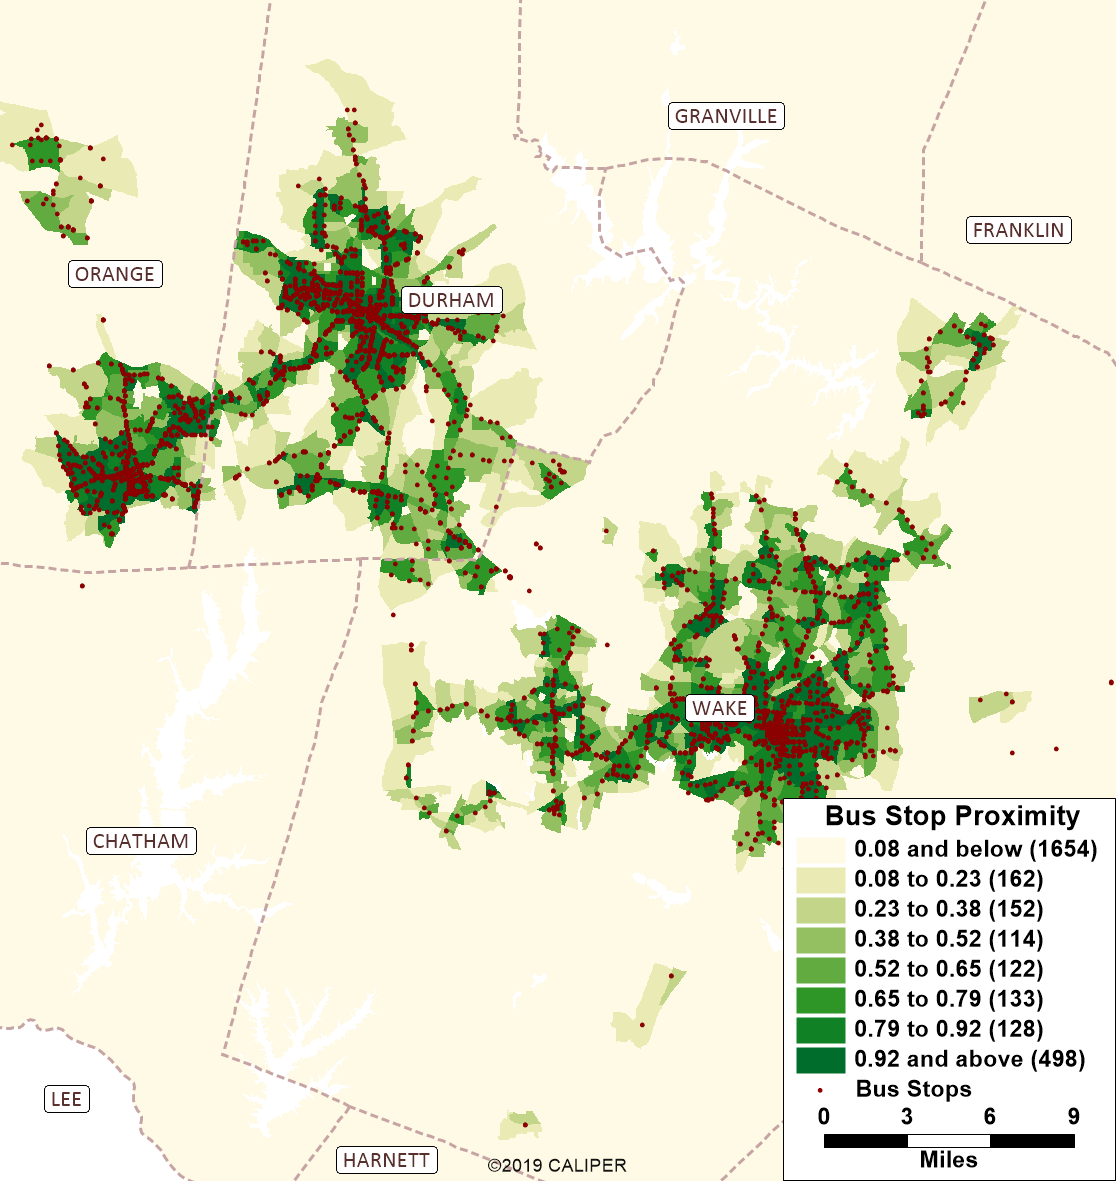 GRANVILLE
FRANKLIN
ORANGE
DURHAM
WAKE
CHATHAM
LEE
HARNETT
©2019 CALIPER
Bus Stop Proximity
0.08 and below (1654)
0.08 to 0.23 (162)
0.23 to 0.38 (152)
0.38 to 0.52 (114)
0.52 to 0.65 (122)
0.65 to 0.79 (133)
0.79 to 0.92 (128)
0.92 and above (498)
Bus Stops
0 3 6 9
Miles